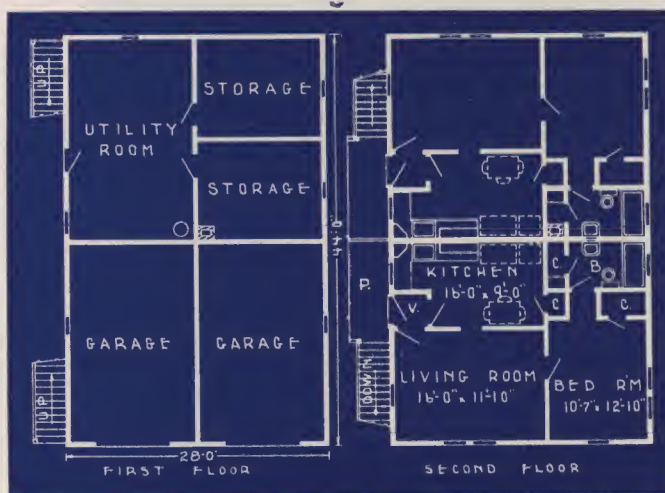 UP
STORAGE
UTILITY
ROOM
STORAGE
GARAGE
GARAGE
UP
28'-0"
FIRST FLOOR
KITCHEN
16'-0" x 9'-0"
P.
V.
C.
B.
C.
C.
LIVING ROOM
16'-0" x 11'-10"
BED R'M
10'-7" x 12'-10"
DOWN
SECOND FLOOR